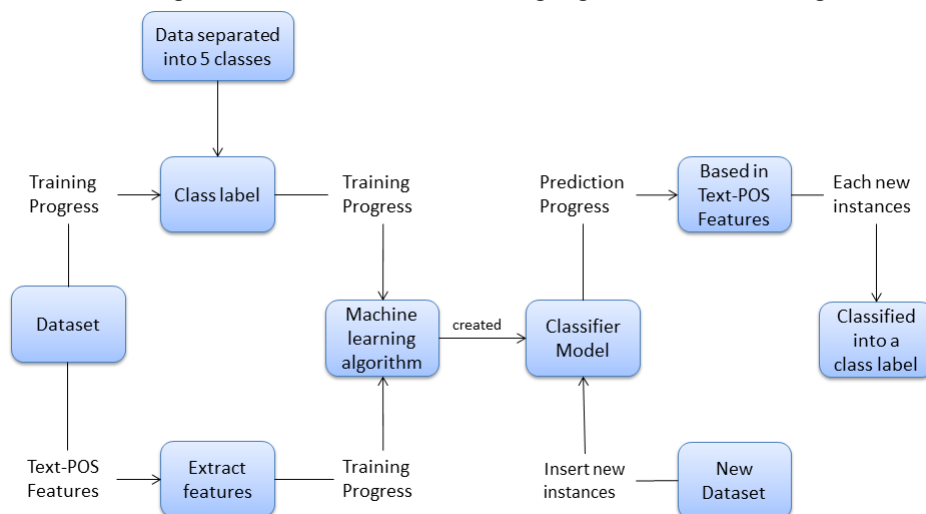 Data separated
into 5 classes
Training
Progress
Class label
Training
Progress
Prediction
Progress
Based in
Text-POS
Features
Each new
instances
Dataset
Machine
learning
algorithm
created
Classifier
Model
Classified
into a
class label
Text-POS
Features
Extract
features
Training
Progress
Insert new
instances
New
Dataset